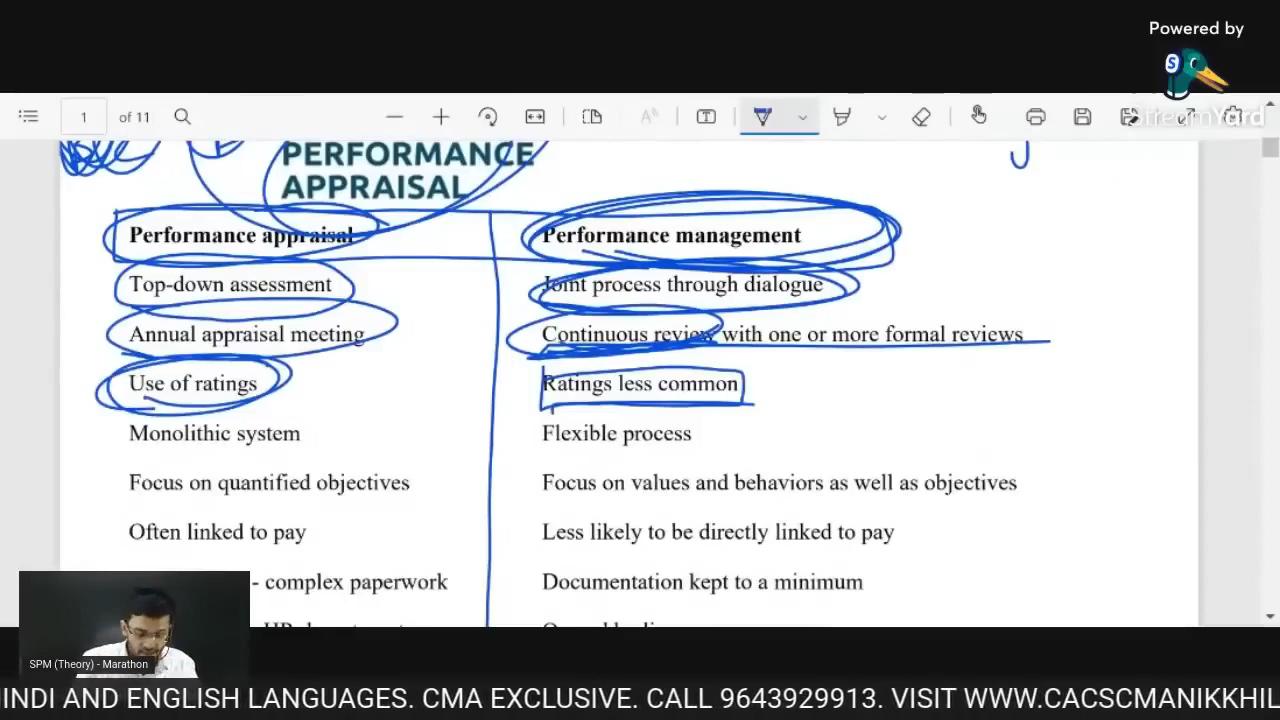 Powered by
S
1 of 11
StreamYard
PERFORMANCE
APPRAISAL
Performance appraisal
Performance management
Top-down assessment
Joint process through dialogue
Annual appraisal meeting
Continuous review with one or more formal reviews
Use of ratings
Ratings less common
Monolithic system
Flexible process
Focus on quantified objectives
Focus on values and behaviors as well as objectives
Often linked to pay
Less likely to be directly linked to pay
- complex paperwork
Documentation kept to a minimum
SPM (Theory) - Marathon
HINDI AND ENGLISH LANGUAGES. CMA EXCLUSIVE. CALL 9643929913. VISIT WWW.CACSCMANIKKHIL